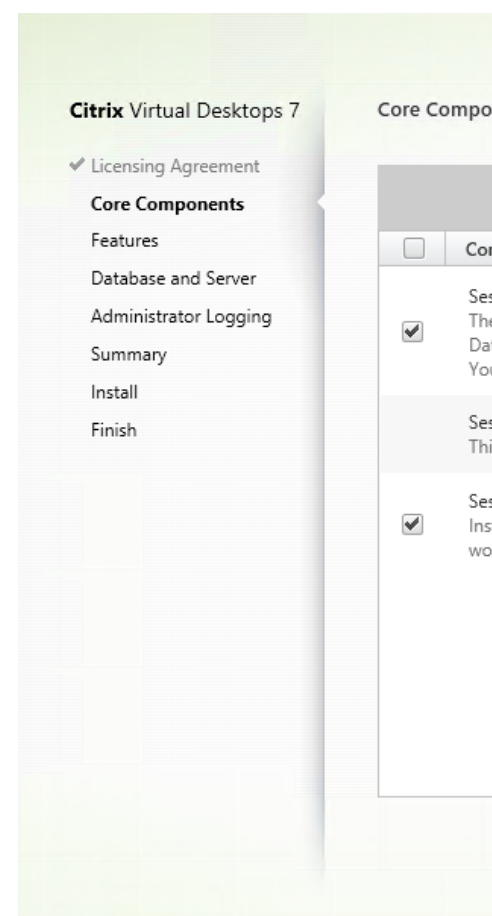 Citrix Virtual Desktops 7
Licensing Agreement
Core Components
Features
Database and Server
Administrator Logging
Summary
Install
Finish
Core Compo
Cor
Ses
The
Da
You
Ses
Thi
Ses
Ins
wo